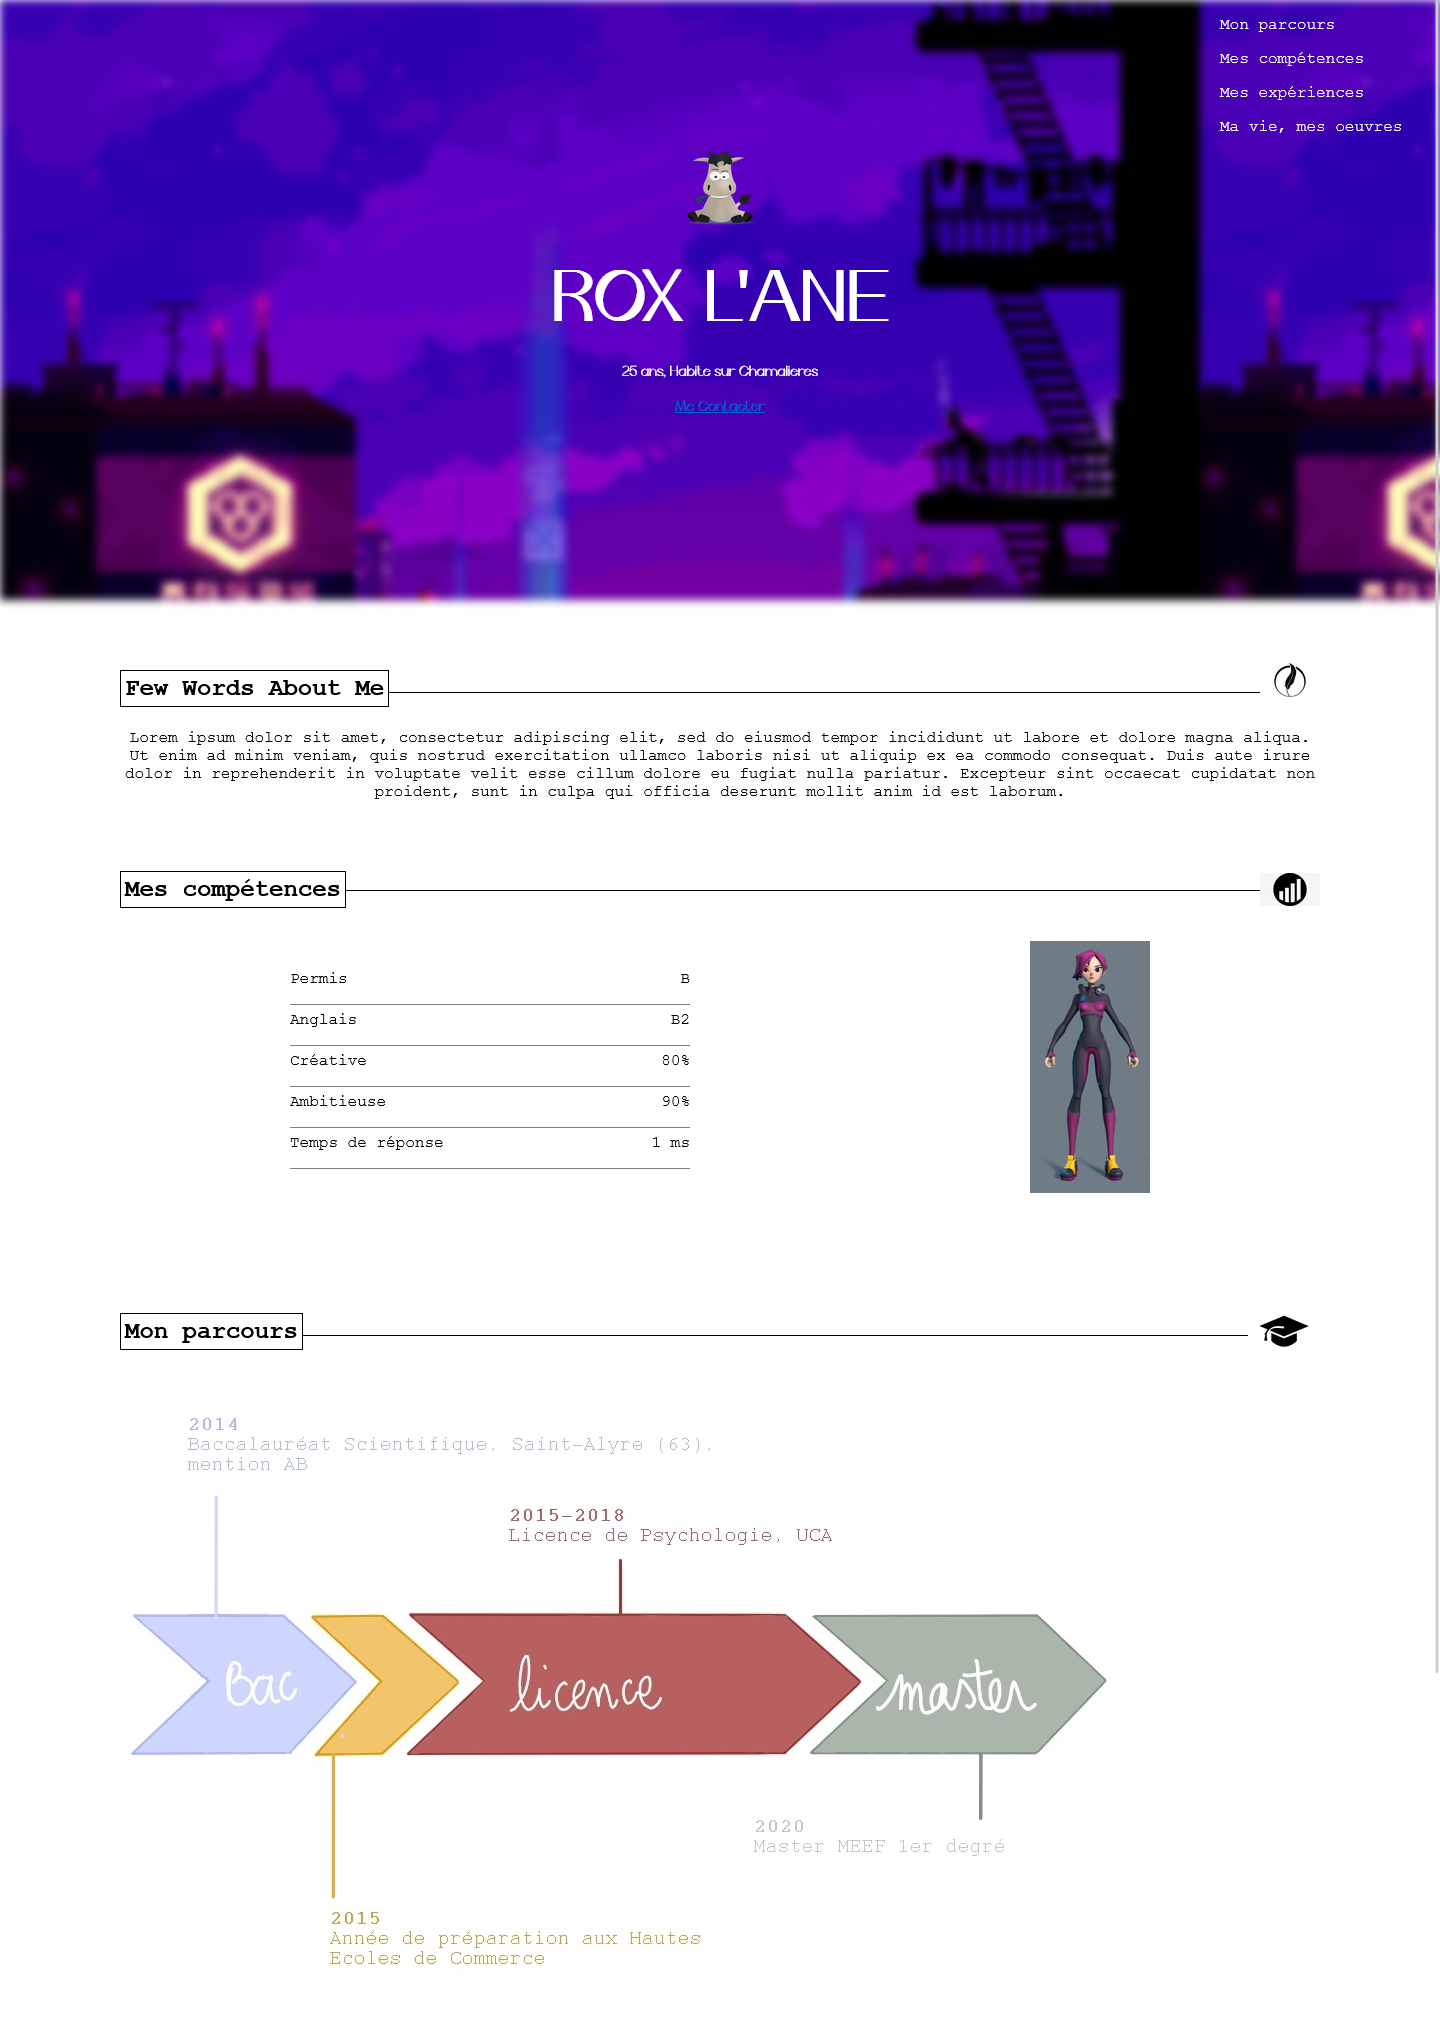 Mon parcours
Mes compétences
Mes expériences
Ma vie, mes oeuvres
ROX L'ANE
25 ans, Habite sur Chamalieres
Me Contacter
Few Words About Me
Lorem ipsum dolor sit amet, consectetur adipiscing elit, sed do eiusmod tempor incididunt ut labore et dolore magna aliqua.
Ut enim ad minim veniam, quis nostrud exercitation ullamco laboris nisi ut aliquip ex ea commodo consequat. Duis aute irure
dolor in reprehenderit in voluptate velit esse cillum dolore eu fugiat nulla pariatur. Excepteur sint occaecat cupidatat non
proident, sunt in culpa qui officia deserunt mollit anim id est laborum.
Mes compétences
Permis B
Anglais B2
Créative 80%
Ambitieuse 90%
Temps de réponse 1 ms
Mon parcours
2014
Baccalauréat Scientifique, Saint-Alyre (63),
mention AB
2015-2018
Licence de Psychologie, UCA
Bac
licence
master
2020
Master MEEF 1er degré
2015
Année de préparation aux Hautes
Ecoles de Commerce